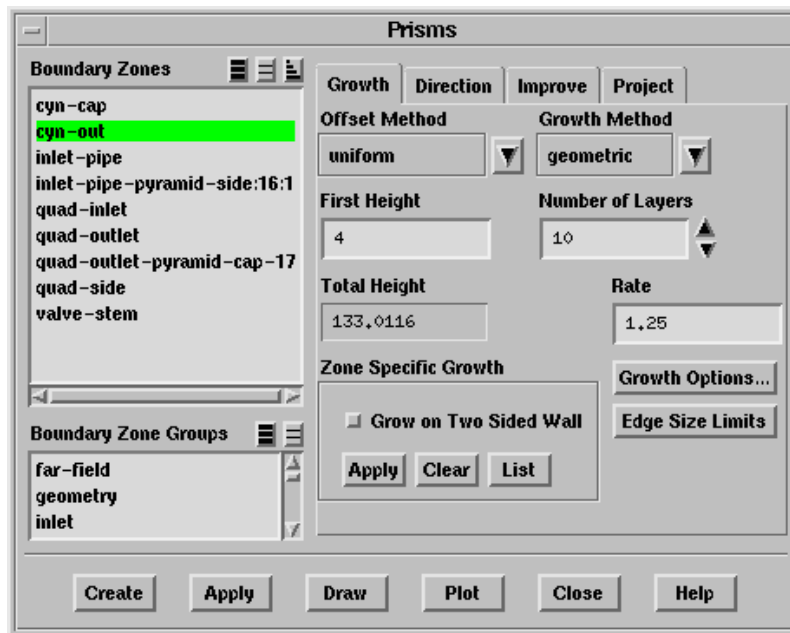 Prisms
Boundary Zones
cyn-cap
cyn-out
inlet-pipe
inlet-pipe-pyramid-side:16:1
quad-inlet
quad-outlet
quad-outlet-pyramid-cap-17
quad-side
valve-stem
Boundary Zone Groups
far-field
geometry
inlet
Growth Direction Improve Project
Offset Method Growth Method
uniform geometric
First Height Number of Layers
4 10
Total Height Rate
133.0116 1.25
Zone Specific Growth
Growth Options...
Grow on Two Sided Wall
Edge Size Limits
Apply Clear List
Create Apply Draw Plot Close Help